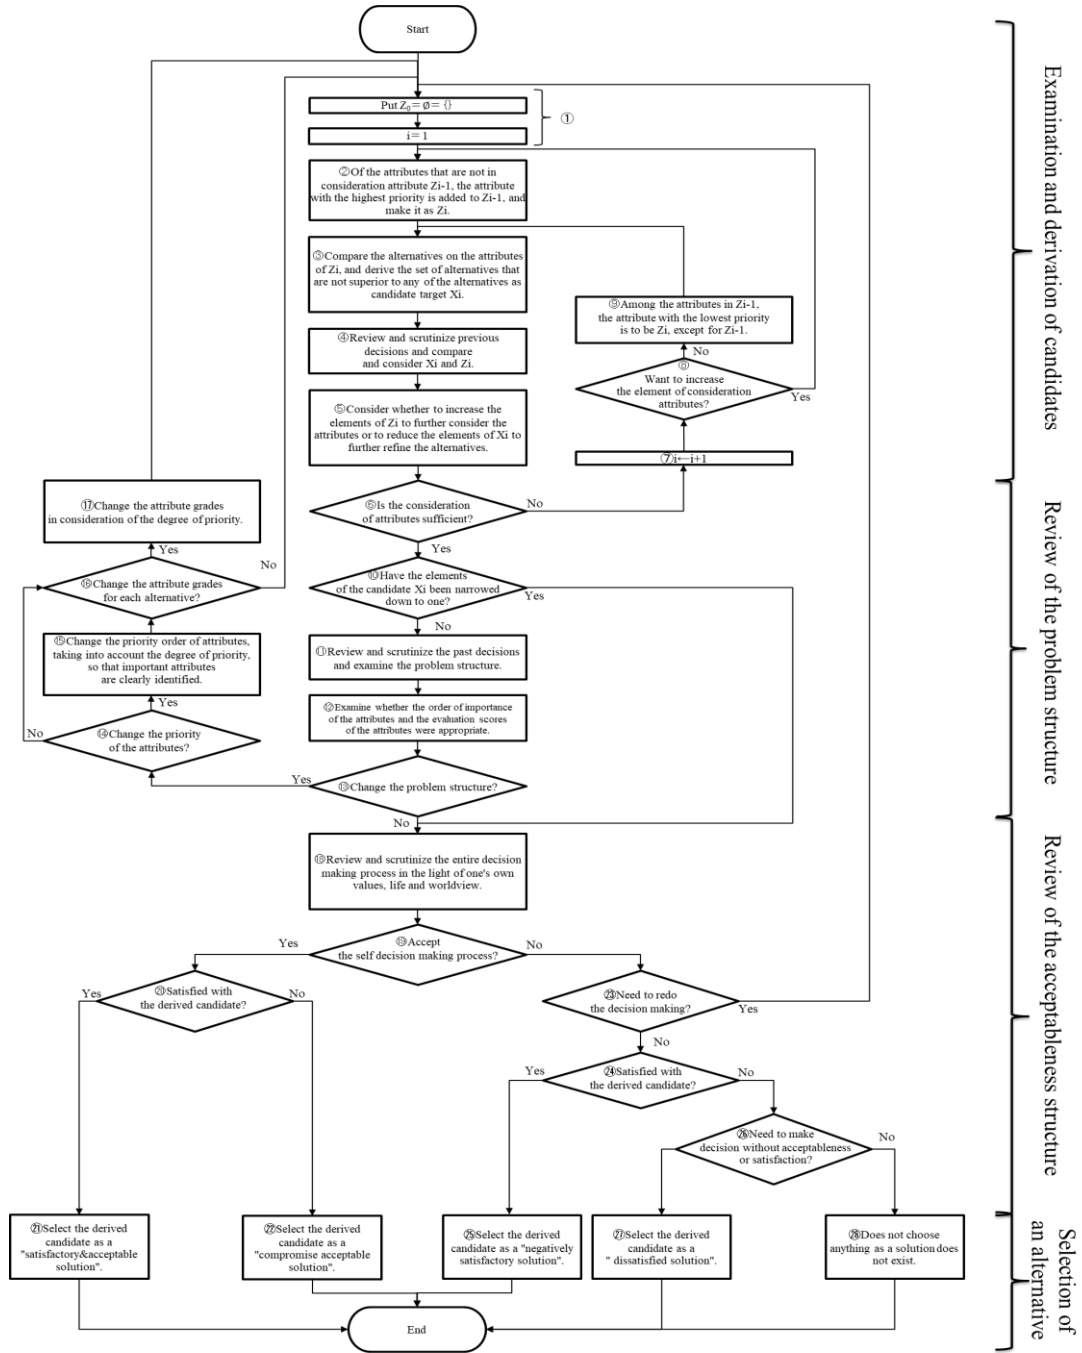 Start
Put Z₀＝∅＝{}
i＝1
①
②Of the attributes that are not in
consideration attribute Zi-1, the attribute
with the highest priority is added to Zi-1, and
make it as Zi.
③Compare the alternatives on the attributes
of Zi, and derive the set of alternatives that
are not superior to any of the alternatives as
candidate target Xi.
④Review and scrutinize previous
decisions and compare
and consider Xi and Zi.
⑤Consider whether to increase the
elements of Zi to further consider the
attributes or to reduce the elements of Xi to
further refine the alternatives.
⑥Is the consideration
of attributes sufficient?
No
Yes
⑦i←i+1
⑧
Want to increase
the element of consideration
attributes?
Yes
No
⑨Among the attributes in Zi-1,
the attribute with the lowest priority
is to be Zi, except for Zi-1.
⑩Have the elements
of the candidate Xi been narrowed
down to one?
Yes
No
⑪Review and scrutinize the past decisions
and examine the problem structure.
⑫Examine whether the order of importance
of the attributes and the evaluation scores
of the attributes were appropriate.
⑬Change the problem structure?
Yes
No
⑭Change the priority
of the attributes?
No
Yes
⑮Change the priority order of attributes,
taking into account the degree of priority,
so that important attributes
are clearly identified.
⑯Change the attribute grades
for each alternative?
No
Yes
⑰Change the attribute grades
in consideration of the degree of priority.
⑱Review and scrutinize the entire decision
making process in the light of one's own
values, life and worldview.
⑲Accept
the self decision making process?
Yes
No
⑳Satisfied with
the derived candidate?
Yes
No
㉑Select the derived
candidate as a
"satisfactory&acceptable
solution".
㉒Select the derived
candidate as a
"compromise acceptable
solution".
㉓Need to redo
the decision making?
Yes
No
㉔Satisfied with
the derived candidate?
Yes
No
㉕Select the derived
candidate as a "negatively
satisfactory solution".
㉖Need to make
decision without acceptableness
or satisfaction?
No
㉗Select the derived
candidate as a
" dissatisfied solution".
㉘Does not choose
anything as a solution does
not exist.
End
Examination and derivation of candidates
Review of the problem structure
Review of the acceptableness structure
Selection of
an alternative